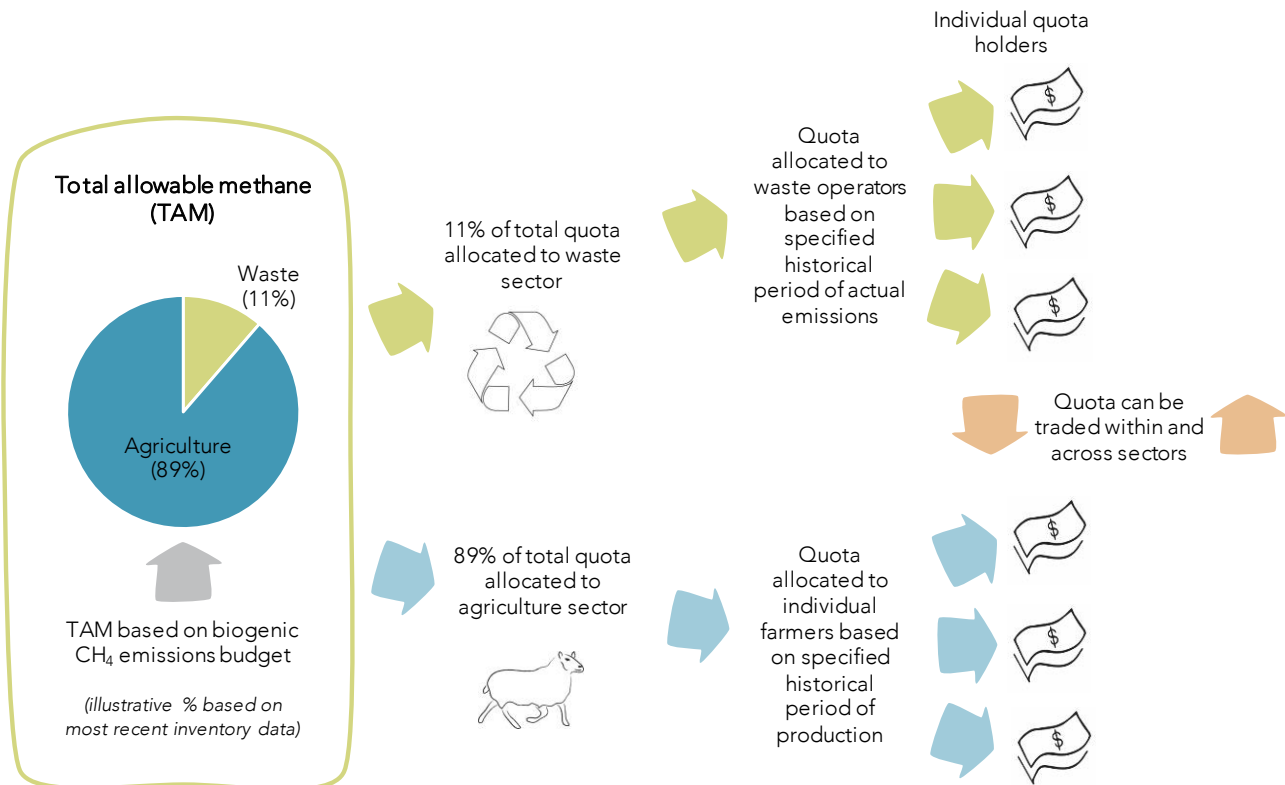 Individual quota
holders
$
$
$
Total allowable methane
(TAM)
Waste
(11%)
Agriculture
(89%)
TAM based on biogenic
CH₄ emissions budget
(illustrative % based on
most recent inventory data)
11% of total quota
allocated to waste
sector
Quota
allocated to
waste operators
based on
specified
historical
period of actual
emissions
Quota can be
traded within and
across sectors
89% of total quota
allocated to
agriculture sector
Quota
allocated to
individual
farmers based
on specified
historical
period of
production
$
$
$